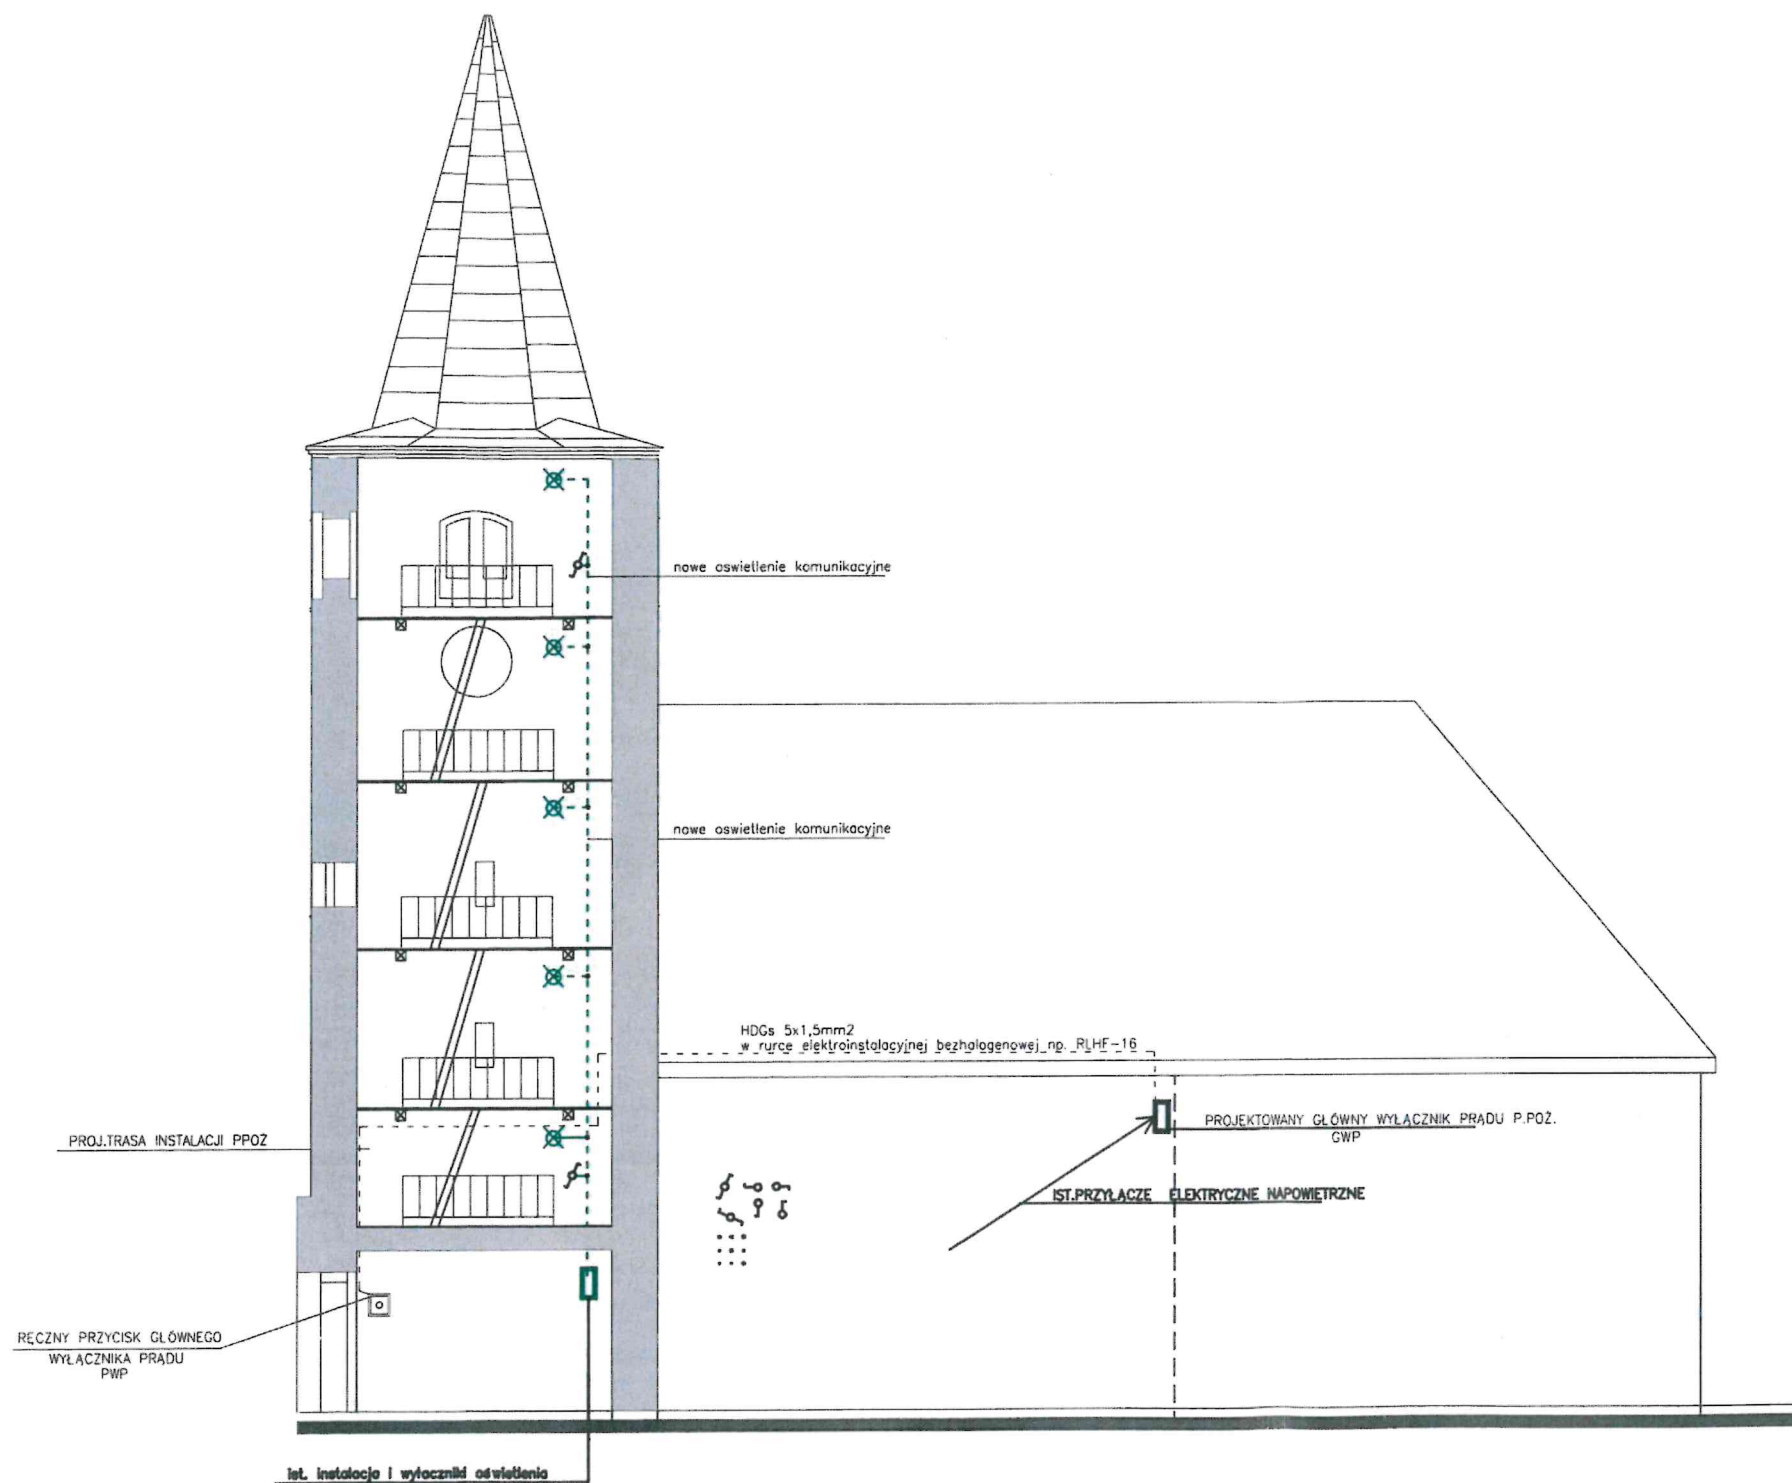 nowe oswietlenie komunikacyjne
nowe oswietlenie komunikacyjne
HDGs 5x1,5mm2
w rurce elektroinstalacyjnej bezhalogenowej np. RLHF-16
PROJ.TRASA INSTALACJI PPOŻ
PROJEKTOWANY GŁÓWNY WYŁĄCZNIK PRĄDU P.POŻ.
GWP
IST.PRZYŁĄCZE ELEKTRYCZNE NAPOWIETRZNE
RĘCZNY PRZYCISK GŁÓWNEGO
WYŁĄCZNIKA PRĄDU
PWP
ist. instalacja i wyłaczniki oświetlenia